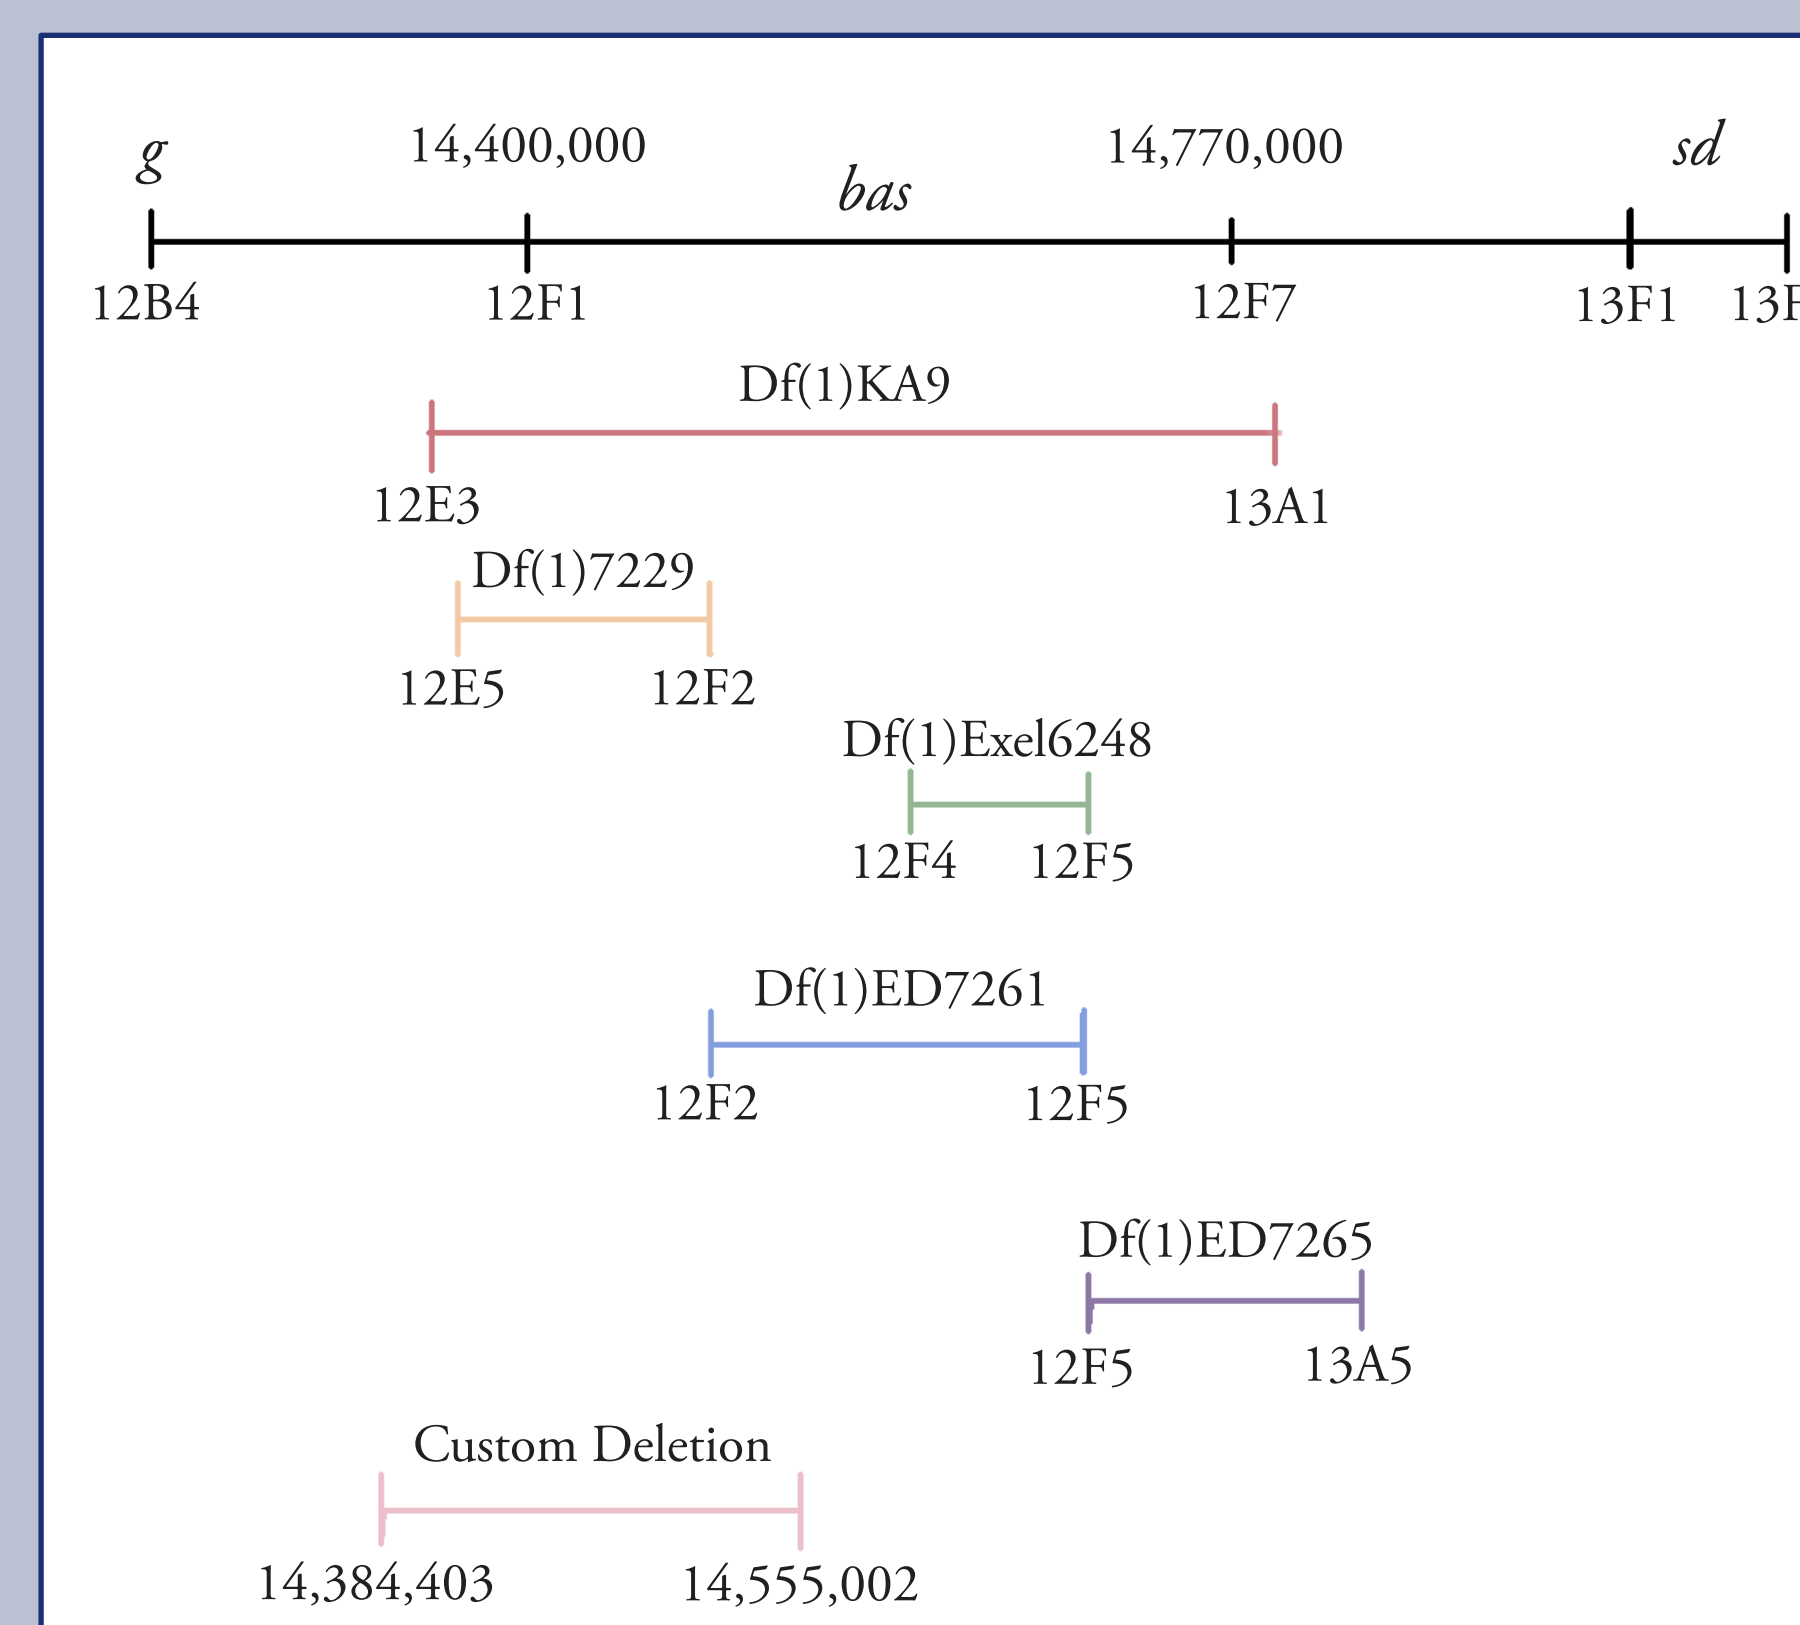 g
14,400,000
bas
14,770,000
sd
12B4
12F1
12F7
13F1
Df(1)KA9
12E3
13A1
Df(1)7229
12E5
12F2
Df(1)Exel6248
12F4
12F5
Df(1)ED7261
12F2
12F5
Df(1)ED7265
12F5
13A5
Custom Deletion
14,384,403
14,555,002